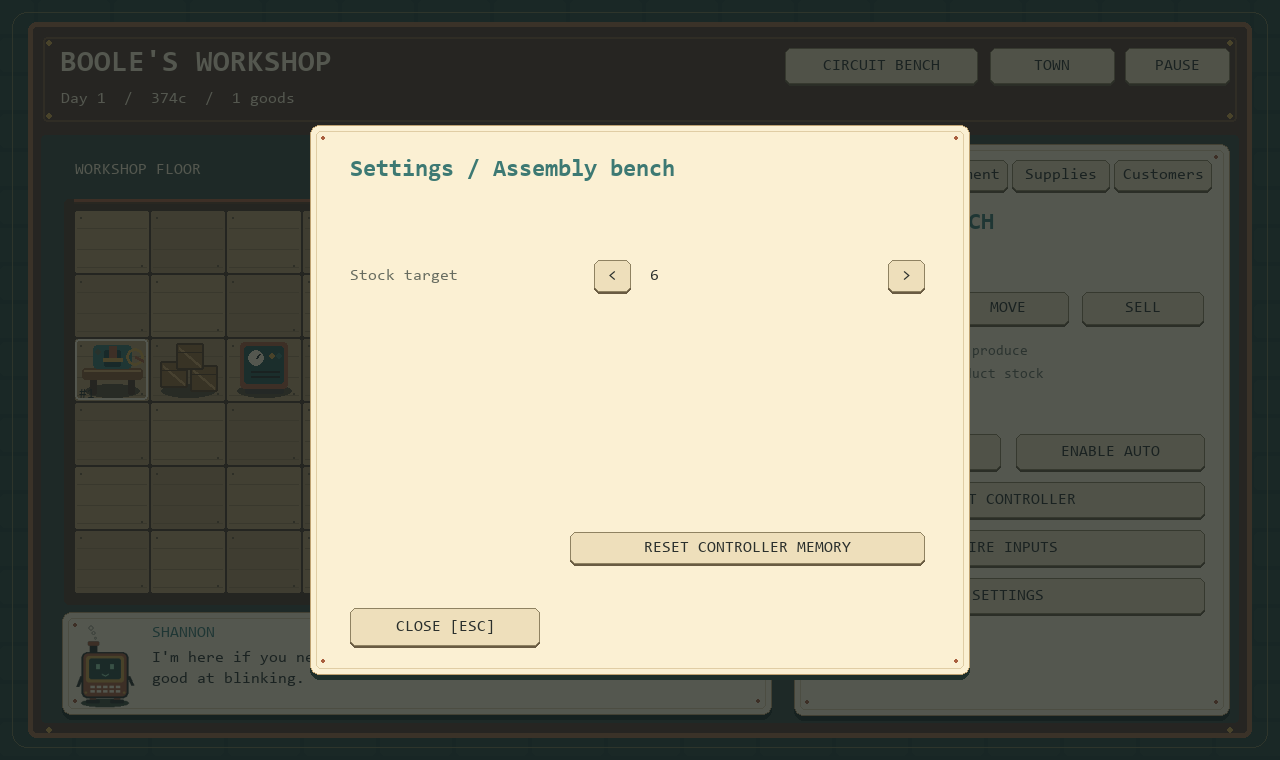 BOOLE'S WORKSHOP
Day 1 / 374c / 1 goods
CIRCUIT BENCH
TOWN
PAUSE
WORKSHOP FLOOR
Supplies
Customers
Settings / Assembly bench
Stock target
<
6
>
MOVE
SELL
produce
stock
ENABLE AUTO
CONTROLLER
INPUTS
SETTINGS
RESET CONTROLLER MEMORY
CLOSE [ESC]
SHANNON
I'm here if you
good at blinking.